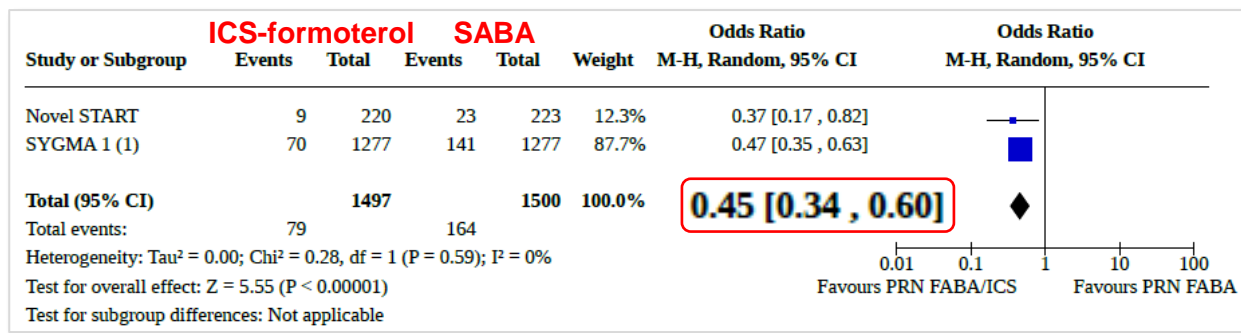 ICS-formoterol SABA Odds Ratio Odds Ratio
Study or Subgroup Events Total Events Total Weight M-H, Random, 95% CI M-H, Random, 95% CI
Novel START 9 220 23 223 12.3% 0.37 [0.17 , 0.82]
SYGMA 1 (1) 70 1277 141 1277 87.7% 0.47 [0.35 , 0.63]
Total (95% CI) 1497 1500 100.0% 0.45 [0.34 , 0.60]
Total events: 79 164
Heterogeneity: Tau² = 0.00; Chi² = 0.28, df = 1 (P = 0.59); I² = 0%
0.01 0.1 1 10 100
Test for overall effect: Z = 5.55 (P < 0.00001) Favours PRN FABA/ICS Favours PRN FABA
Test for subgroup differences: Not applicable